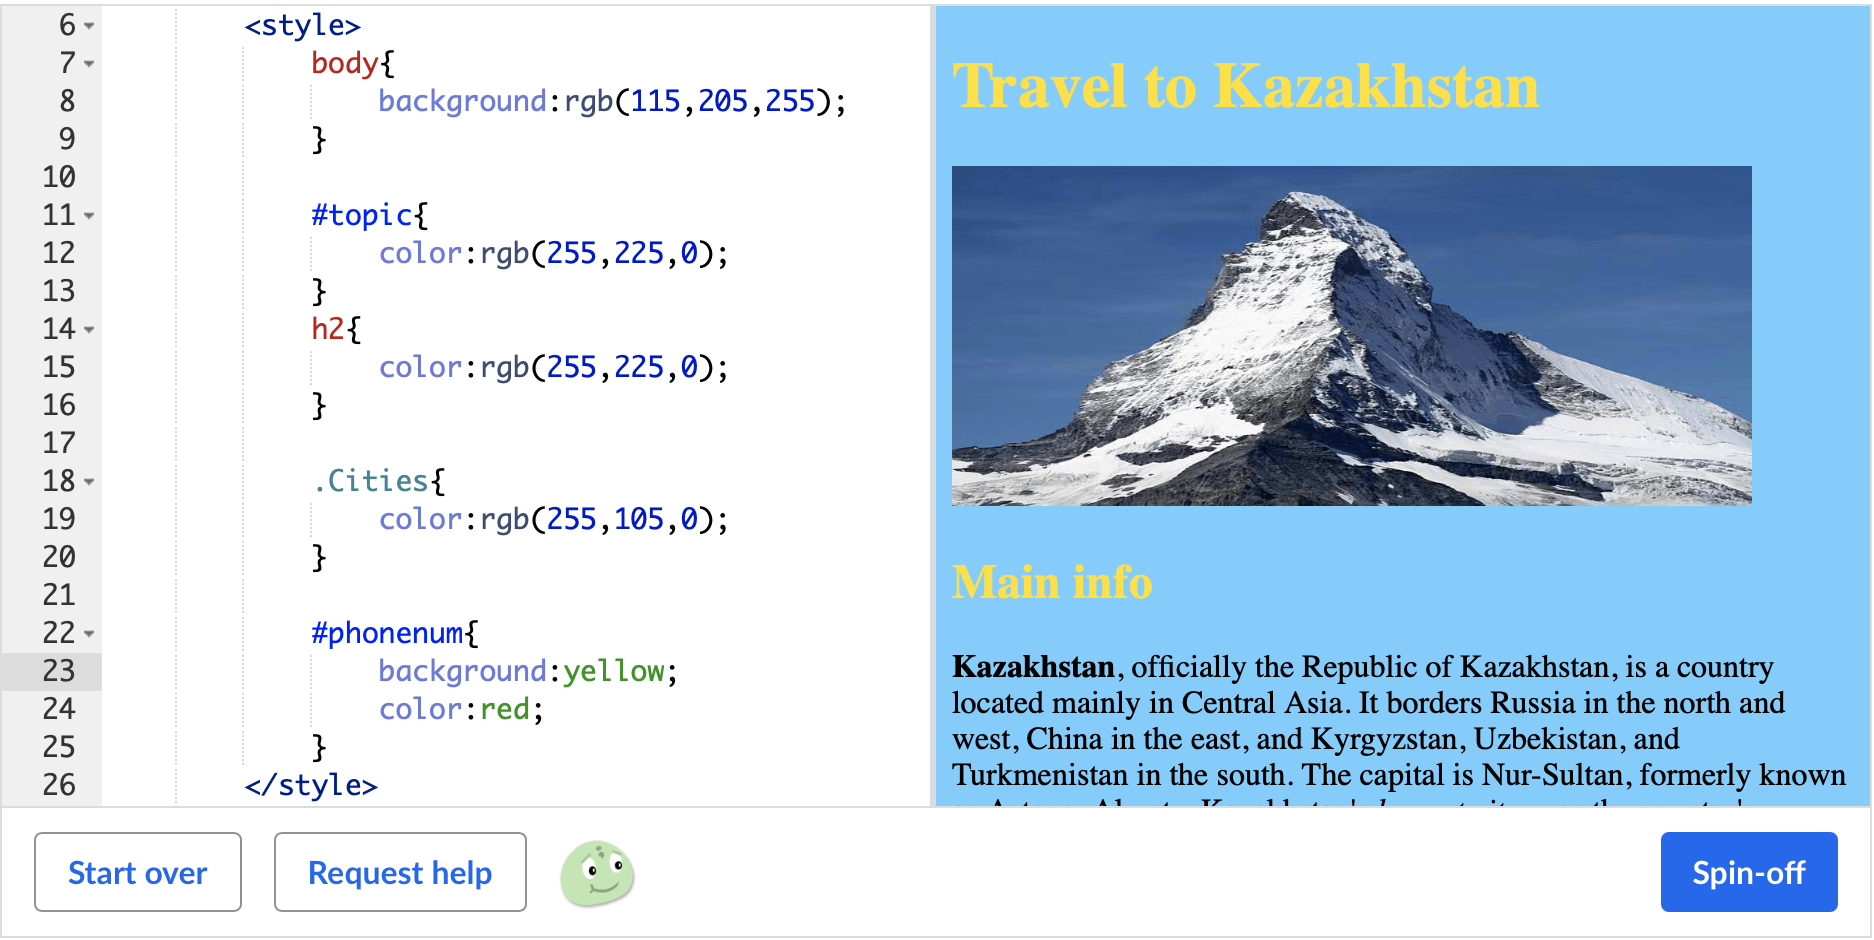 6 <style>
7 body{
8 background:rgb(115,205,255);
9 }
10
11 #topic{
12 color:rgb(255,225,0);
13 }
14 h2{
15 color:rgb(255,225,0);
16 }
17
18 .Cities{
19 color:rgb(255,105,0);
20 }
21
22 #phonenum{
23 background:yellow;
24 color:red;
25 }
26 </style>
Travel to Kazakhstan
Main info
Kazakhstan, officially the Republic of Kazakhstan, is a country
located mainly in Central Asia. It borders Russia in the north and
west, China in the east, and Kyrgyzstan, Uzbekistan, and
Turkmenistan in the south. The capital is Nur-Sultan, formerly known
Start over
Request help
Spin-off